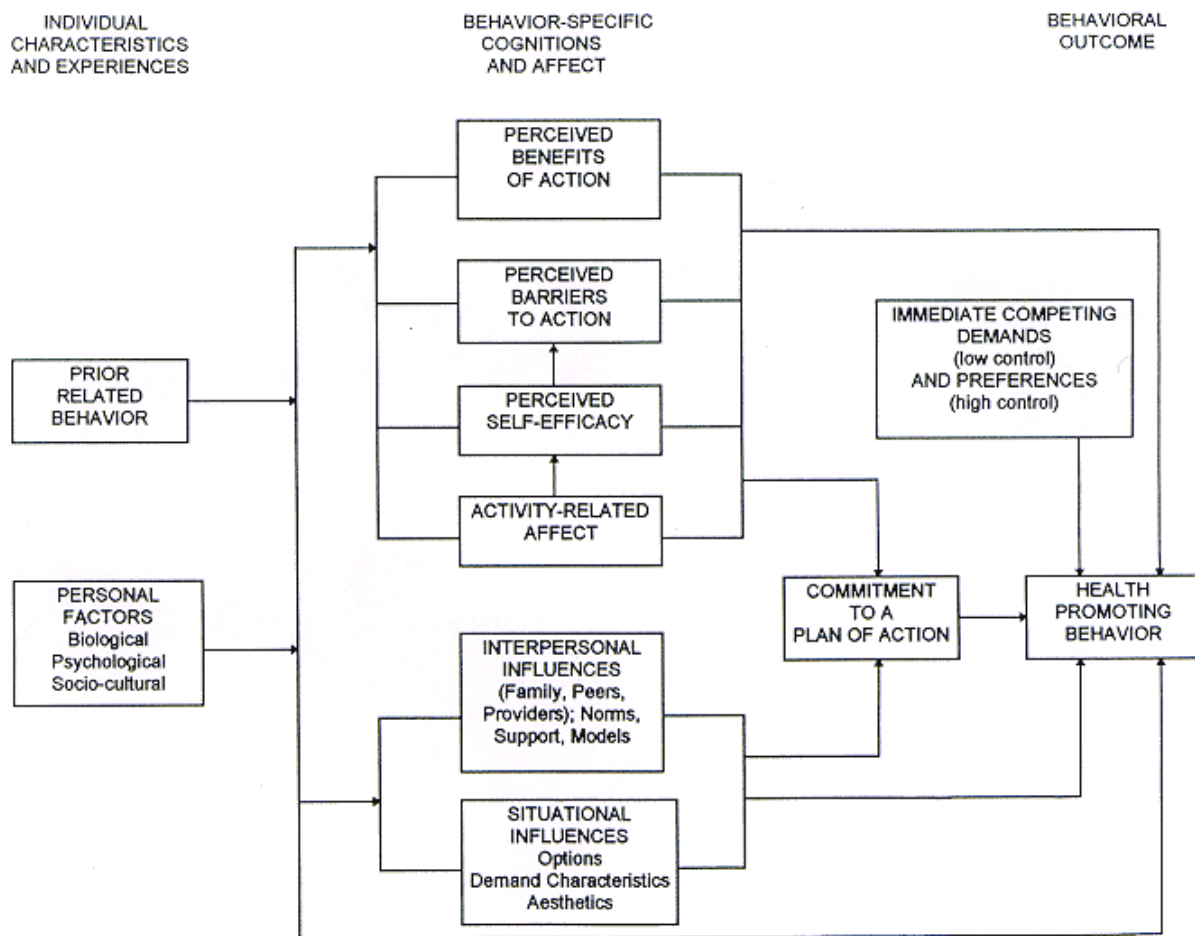 INDIVIDUAL
CHARACTERISTICS
AND EXPERIENCES
BEHAVIOR-SPECIFIC
COGNITIONS
AND AFFECT
BEHAVIORAL
OUTCOME
PERCEIVED
BENEFITS
OF ACTION
PERCEIVED
BARRIERS
TO ACTION
PERCEIVED
SELF-EFFICACY
ACTIVITY-RELATED
AFFECT
PRIOR
RELATED
BEHAVIOR
PERSONAL
FACTORS
Biological
Psychological
Socio-cultural
INTERPERSONAL
INFLUENCES
(Family, Peers,
Providers); Norms,
Support, Models
SITUATIONAL
INFLUENCES
Options
Demand Characteristics
Aesthetics
IMMEDIATE COMPETING
DEMANDS
(low control)
AND PREFERENCES
(high control)
COMMITMENT
TO A
PLAN OF ACTION
HEALTH
PROMOTING
BEHAVIOR